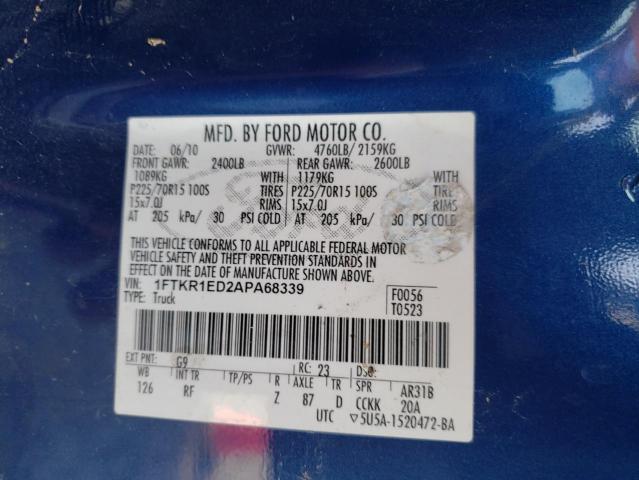 MFD. BY FORD MOTOR CO.
DATE: 06/10 GVWR: 4760LB/ 2159KG
FRONT GAWR: 2400LB REAR GAWR: 2600LB
1089KG WITH 1179KG WITH
P225/70R15 100S TIRES P225/70R15 100S TIRES
15x7.0J RIMS 15x7.0J RIMS
AT 205 kPa/ 30 PSI COLD AT 205 kPa/ 30 PSI COLD
THIS VEHICLE CONFORMS TO ALL APPLICABLE FEDERAL MOTOR
VEHICLE SAFETY AND THEFT PREVENTION STANDARDS IN
EFFECT ON THE DATE OF MANUFACTURE SHOWN ABOVE.
VIN: 1FTKR1ED2APA68339 F0056
TYPE: Truck T0523
EXT PNT: G9 RC: 23 DSO:
WB INT TR TP/PS R AXLE TR SPR AR31B
126 RF Z 87 D CCKK 20A
UTC ▽5U5A-1520472-BA